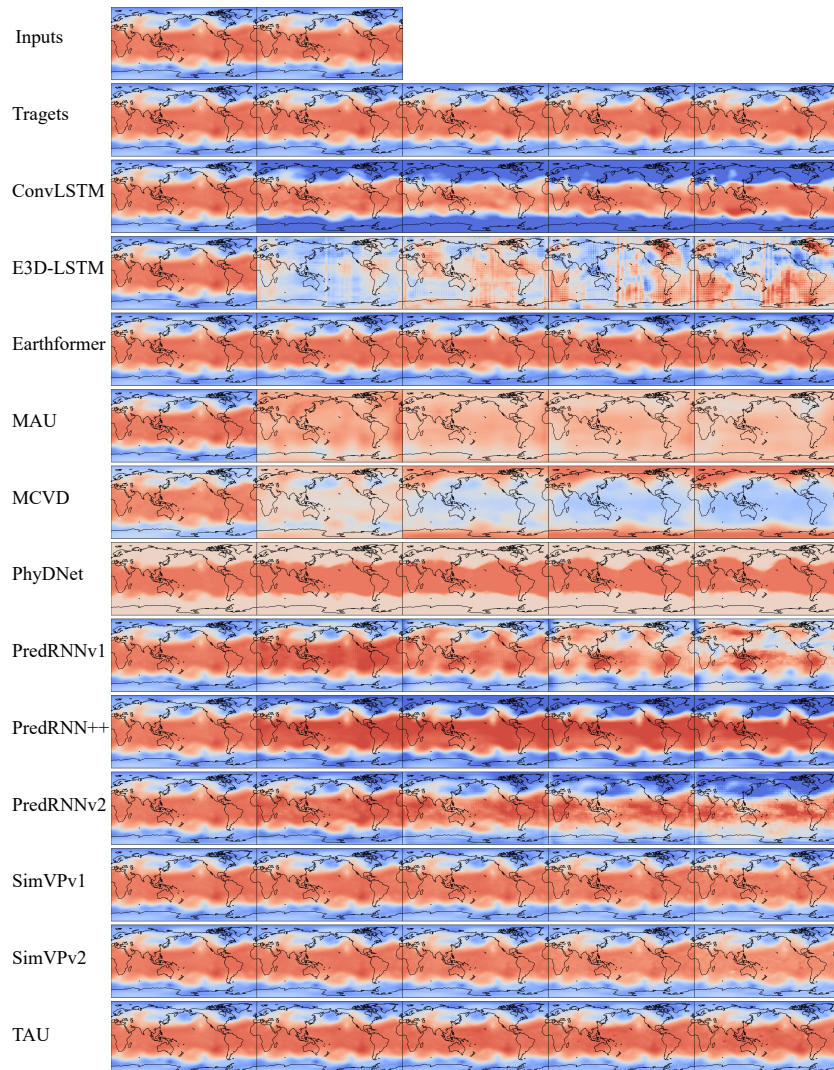 Inputs
Tragets
ConvLSTM
E3D-LSTM
Earthformer
MAU
MCVD
PhyDNet
PredRNNv1
PredRNN++
PredRNNv2
SimVPv1
SimVPv2
TAU